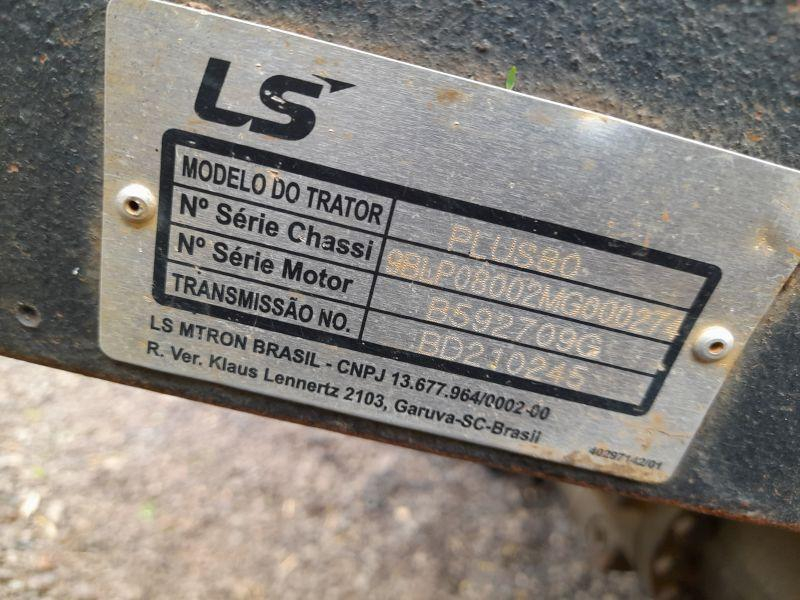 LS
MODELO DO TRATOR PLUS80
Nº Série Chassi
Nº Série Motor B592709G
TRANSMISSÃO NO. BD210245
LS MTRON BRASIL - CNPJ 13.677.964/0002-00
R. Ver. Klaus Lennertz 2103, Garuva-SC-Brasil
40297142/01